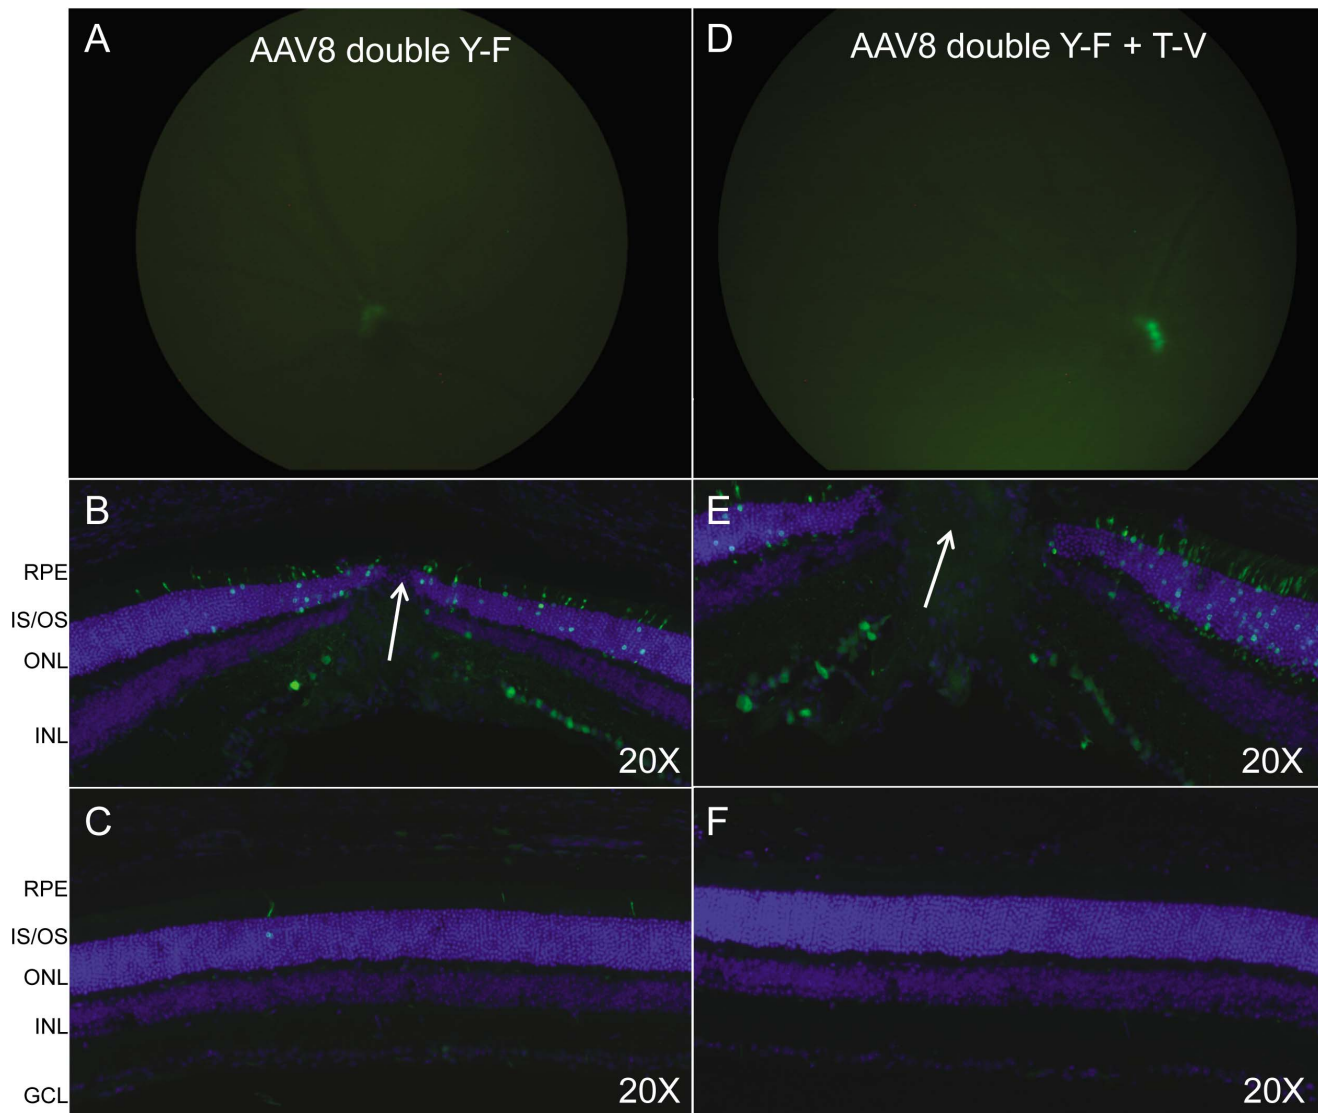 A
AAV8 double Y-F
D
AAV8 double Y-F + T-V
B
RPE
IS/OS
ONL
INL
20X
E
20X
C
RPE
IS/OS
ONL
INL
GCL
20X
F
20X